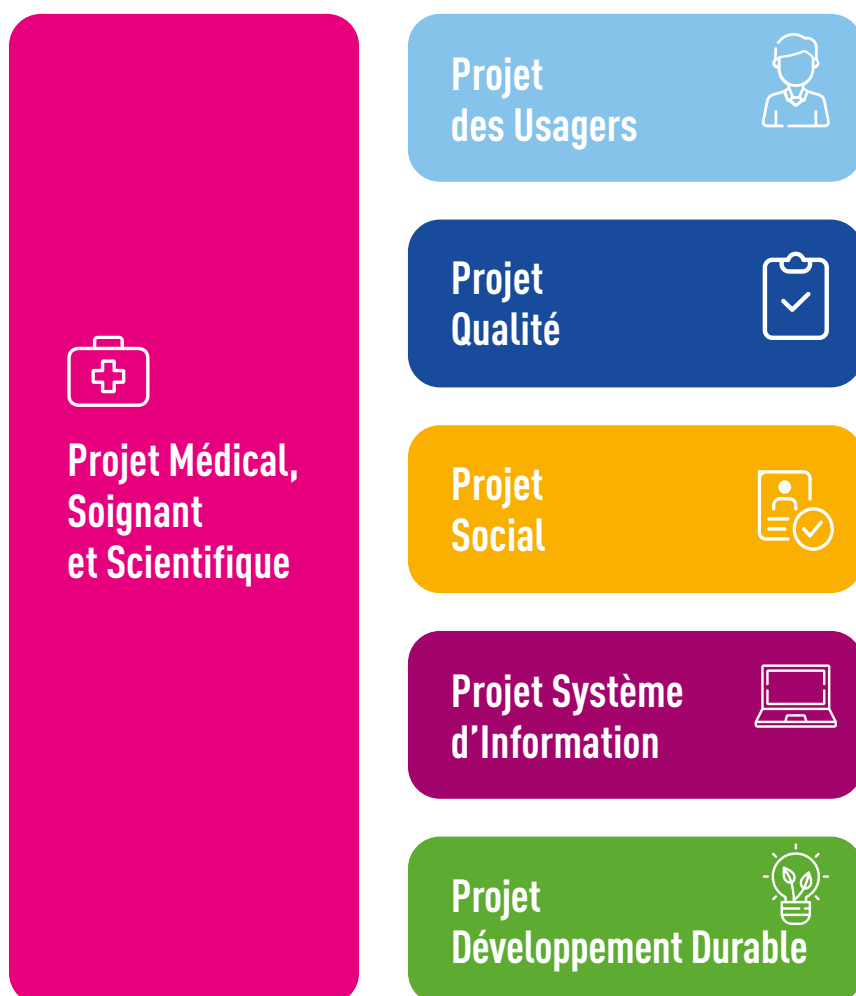 Projet Médical,
Soignant
et Scientifique
Projet
des Usagers
Projet
Qualité
Projet
Social
Projet Système
d’Information
Projet
Développement Durable